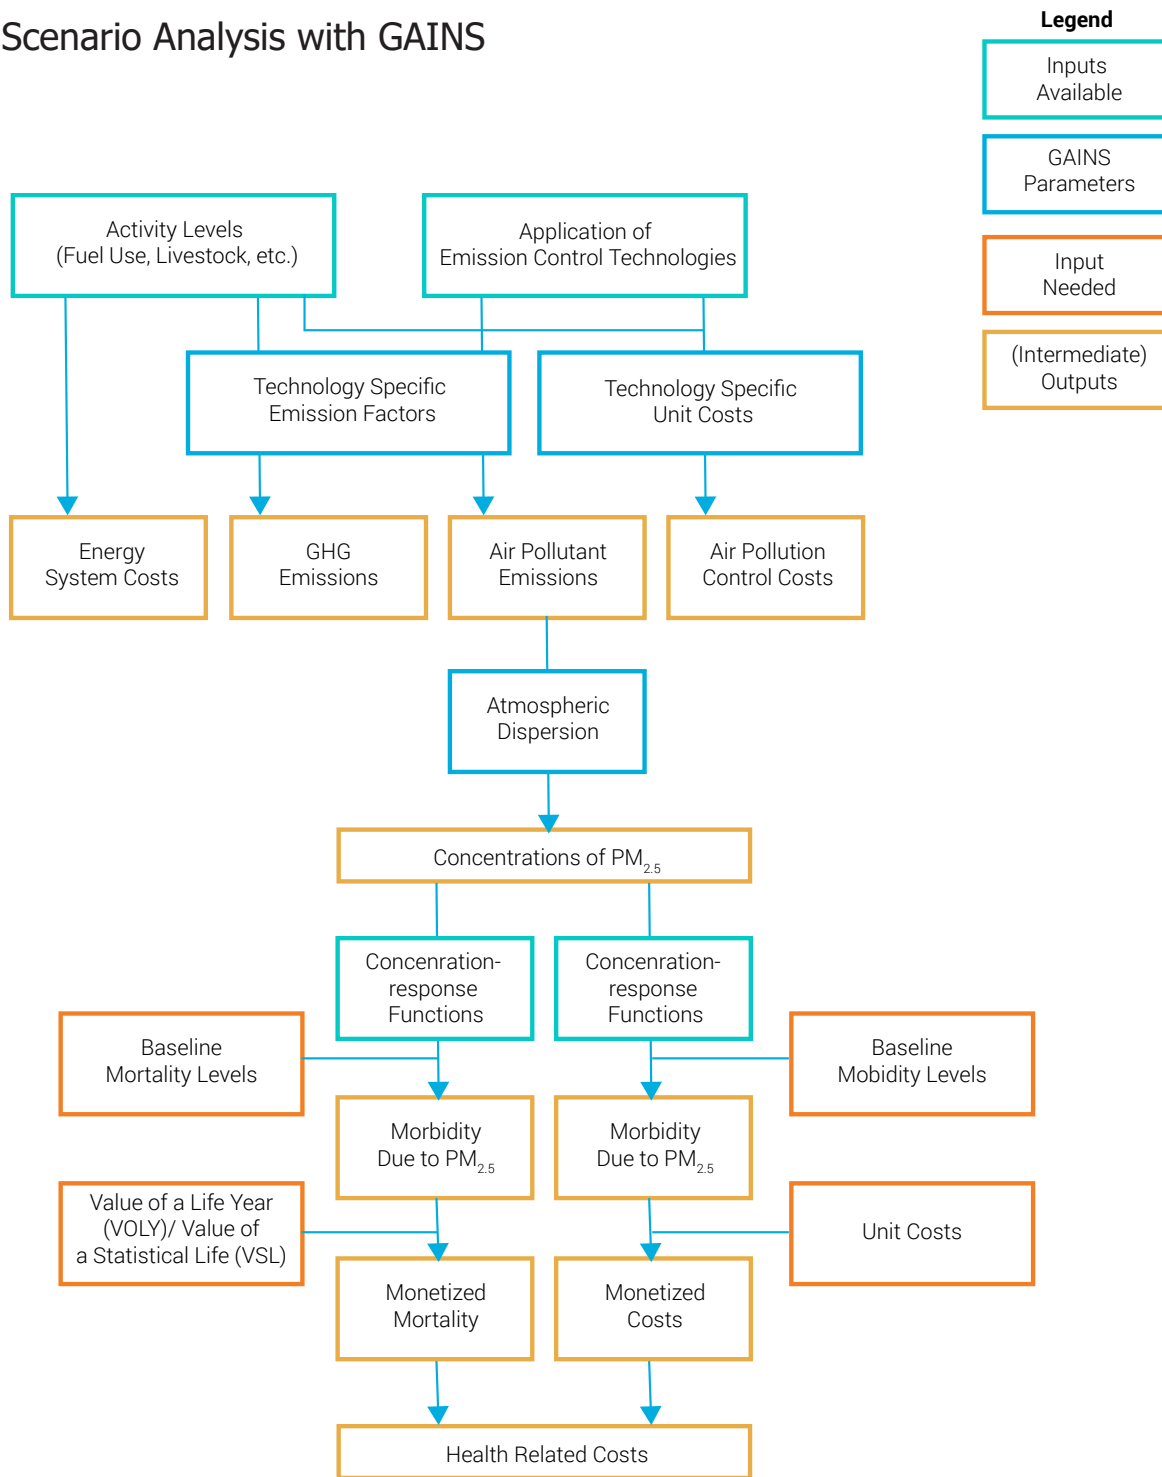 Scenario Analysis with GAINS
Legend
Inputs
Available
GAINS
Parameters
Input
Needed
(Intermediate)
Outputs
Activity Levels
(Fuel Use, Livestock, etc.)
Application of
Emission Control Technologies
Technology Specific
Emission Factors
Technology Specific
Unit Costs
Energy
System Costs
GHG
Emissions
Air Pollutant
Emissions
Air Pollution
Control Costs
Atmospheric
Dispersion
Concentrations of PM2.5
Concenration-
response
Functions
Concenration-
response
Functions
Baseline
Mortality Levels
Baseline
Mobidity Levels
Morbidity
Due to PM2.5
Morbidity
Due to PM2.5
Value of a Life Year
(VOLY)/ Value of
a Statistical Life (VSL)
Unit Costs
Monetized
Mortality
Monetized
Costs
Health Related Costs